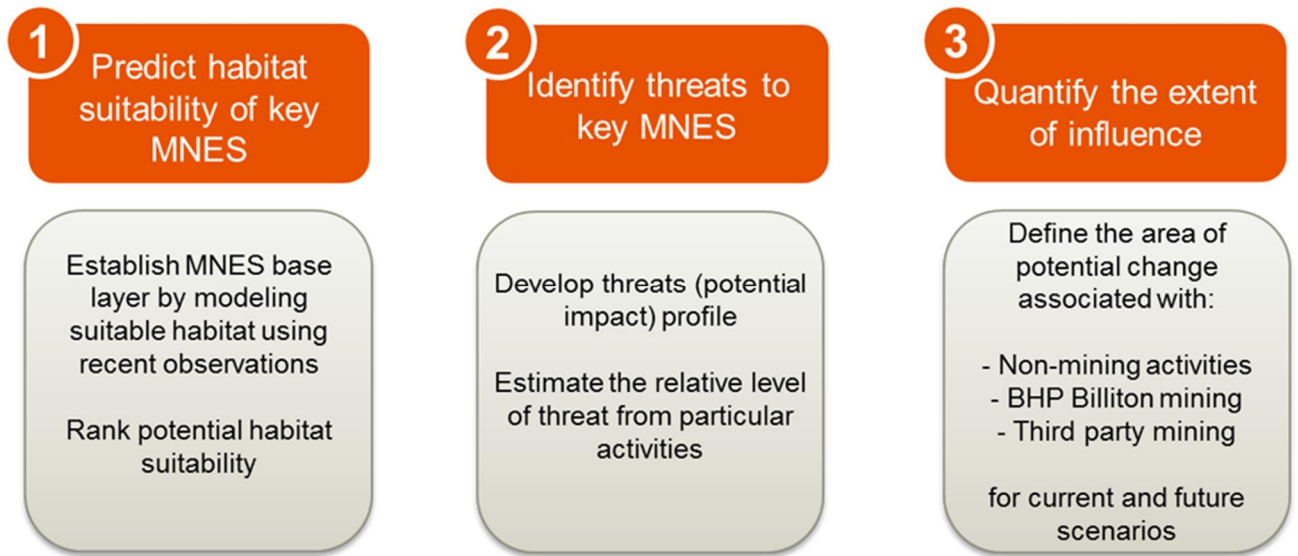 1
Predict habitat
suitability of key
MNES
Establish MNES base
layer by modeling
suitable habitat using
recent observations
Rank potential habitat
suitability
2
Identify threats to
key MNES
Develop threats (potential
impact) profile
Estimate the relative level
of threat from particular
activities
3
Quantify the extent
of influence
Define the area of
potential change
associated with:
- Non-mining activities
- BHP Billiton mining
- Third party mining
for current and future
scenarios